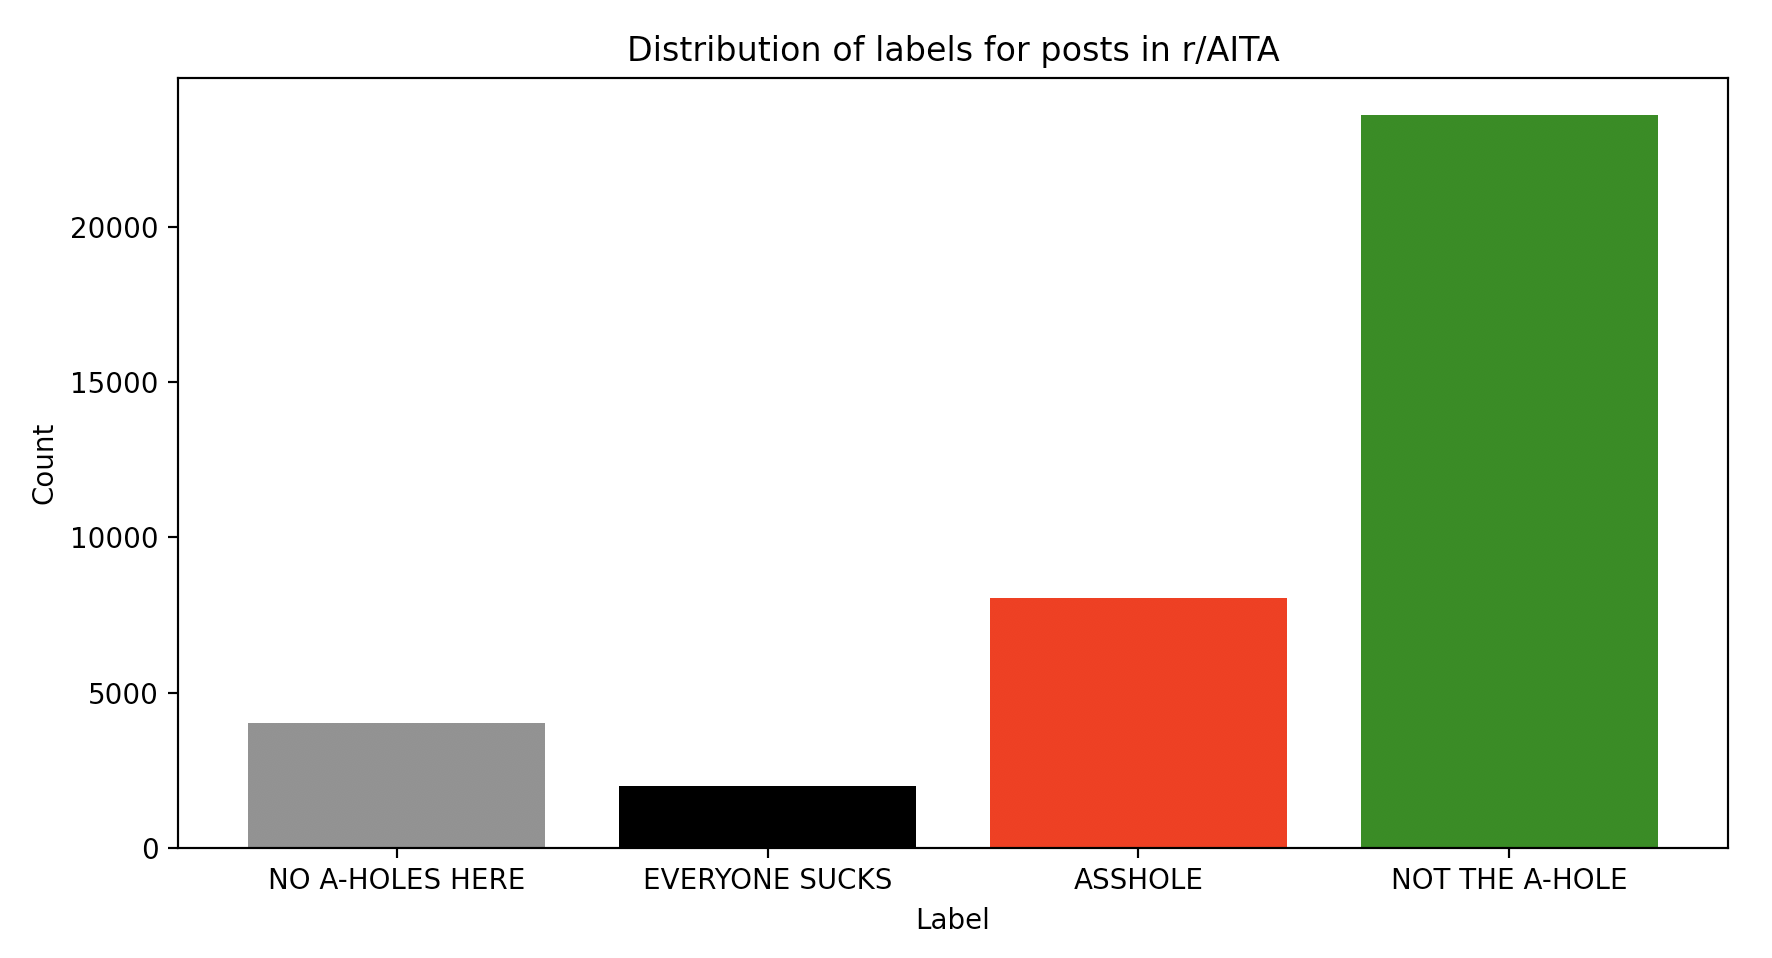 Distribution of labels for posts in r/AITA
Count
20000
15000
10000
5000
0
NO A-HOLES HERE
EVERYONE SUCKS
ASSHOLE
NOT THE A-HOLE
Label